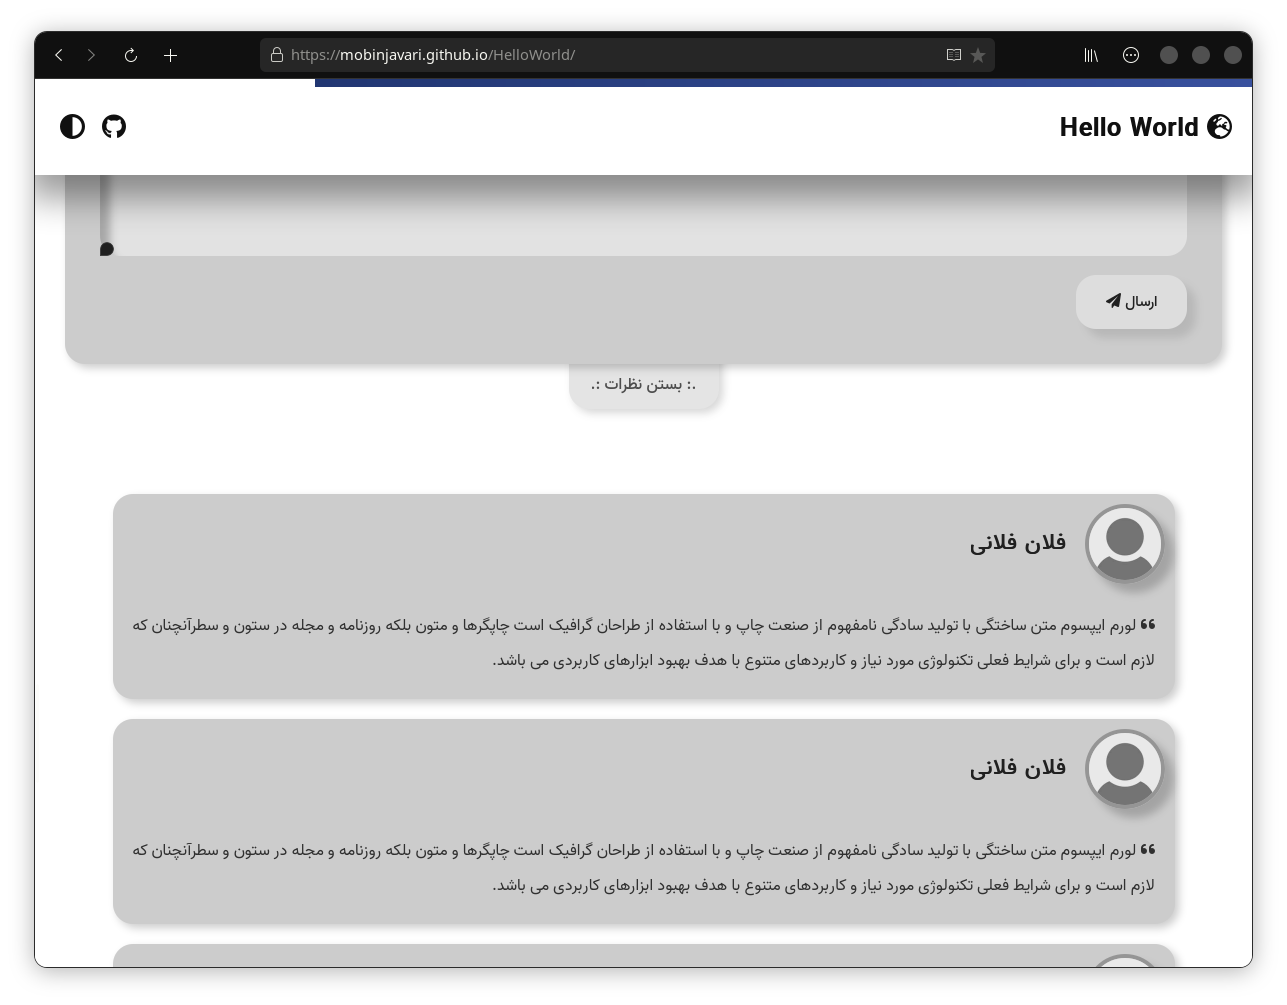 https://mobinjavari.github.io/HelloWorld/
Hello World
ارسال
.: بستن نظرات :.
فلان فلانی
لورم ایپسوم متن ساختگی با تولید سادگی نامفهوم از صنعت چاپ و با استفاده از طراحان گرافیک است چاپگرها و متون بلکه روزنامه و مجله در ستون و سطرآنچنان که
لازم است و برای شرایط فعلی تکنولوژی مورد نیاز و کاربردهای متنوع با هدف بهبود ابزارهای کاربردی می باشد.
فلان فلانی
لورم ایپسوم متن ساختگی با تولید سادگی نامفهوم از صنعت چاپ و با استفاده از طراحان گرافیک است چاپگرها و متون بلکه روزنامه و مجله در ستون و سطرآنچنان که
لازم است و برای شرایط فعلی تکنولوژی مورد نیاز و کاربردهای متنوع با هدف بهبود ابزارهای کاربردی می باشد.